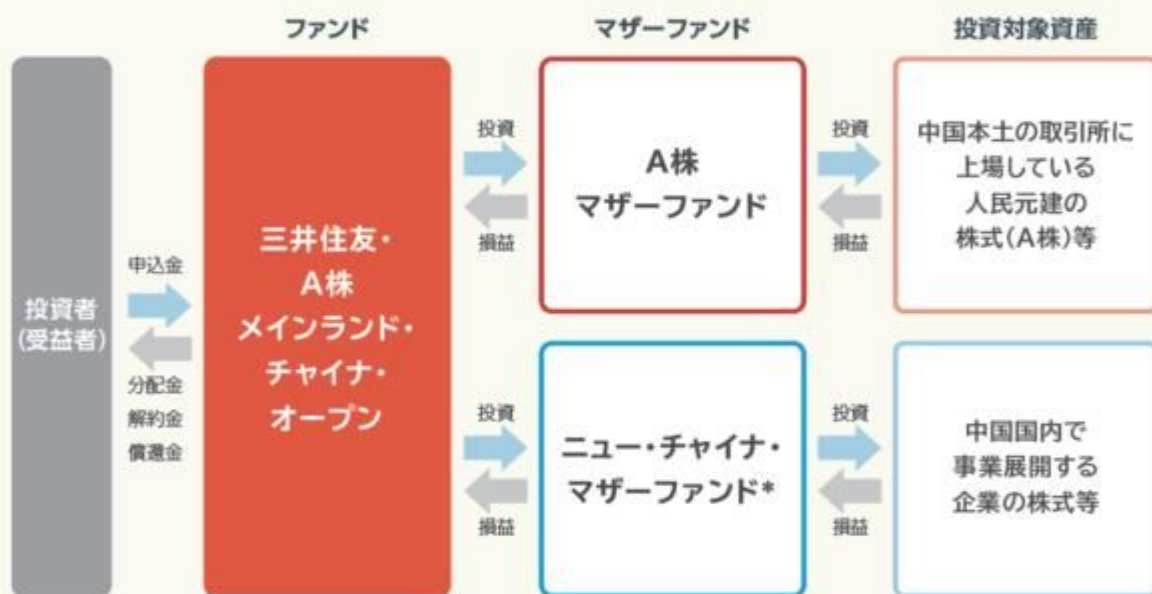 ファンド
マザーファンド
投資対象資産
投資者
(受益者)
申込金
分配金
解約金
償還金
三井住友・
A株
メインランド・
チャイナ・
オープン
投資
損益
A株
マザーファンド
投資
損益
中国本土の取引所に
上場している
人民元建の
株式(A株)等
投資
損益
ニュー・チャイナ・
マザーファンド*
投資
損益
中国国内で
事業展開する
企業の株式等